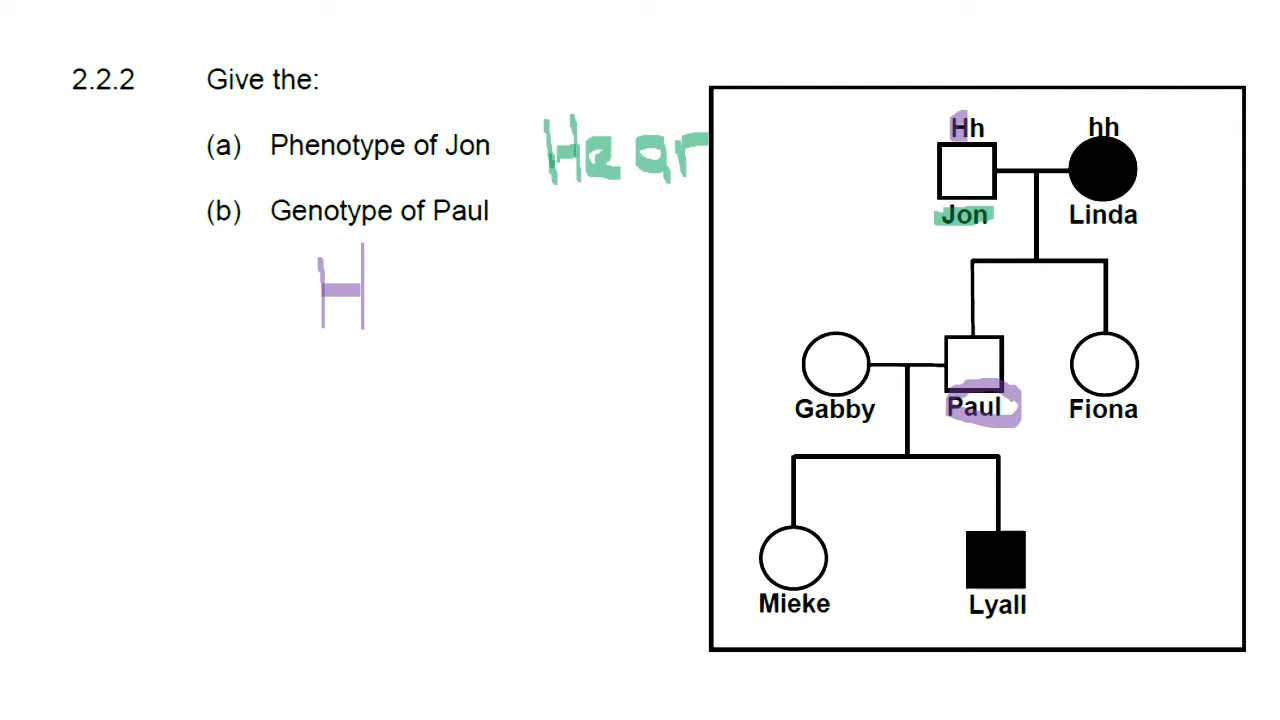 2.2.2 Give the:
(a) Phenotype of Jon Hear
(b) Genotype of Paul
H
Hh hh
Jon Linda
Gabby Paul Fiona
Mieke Lyall